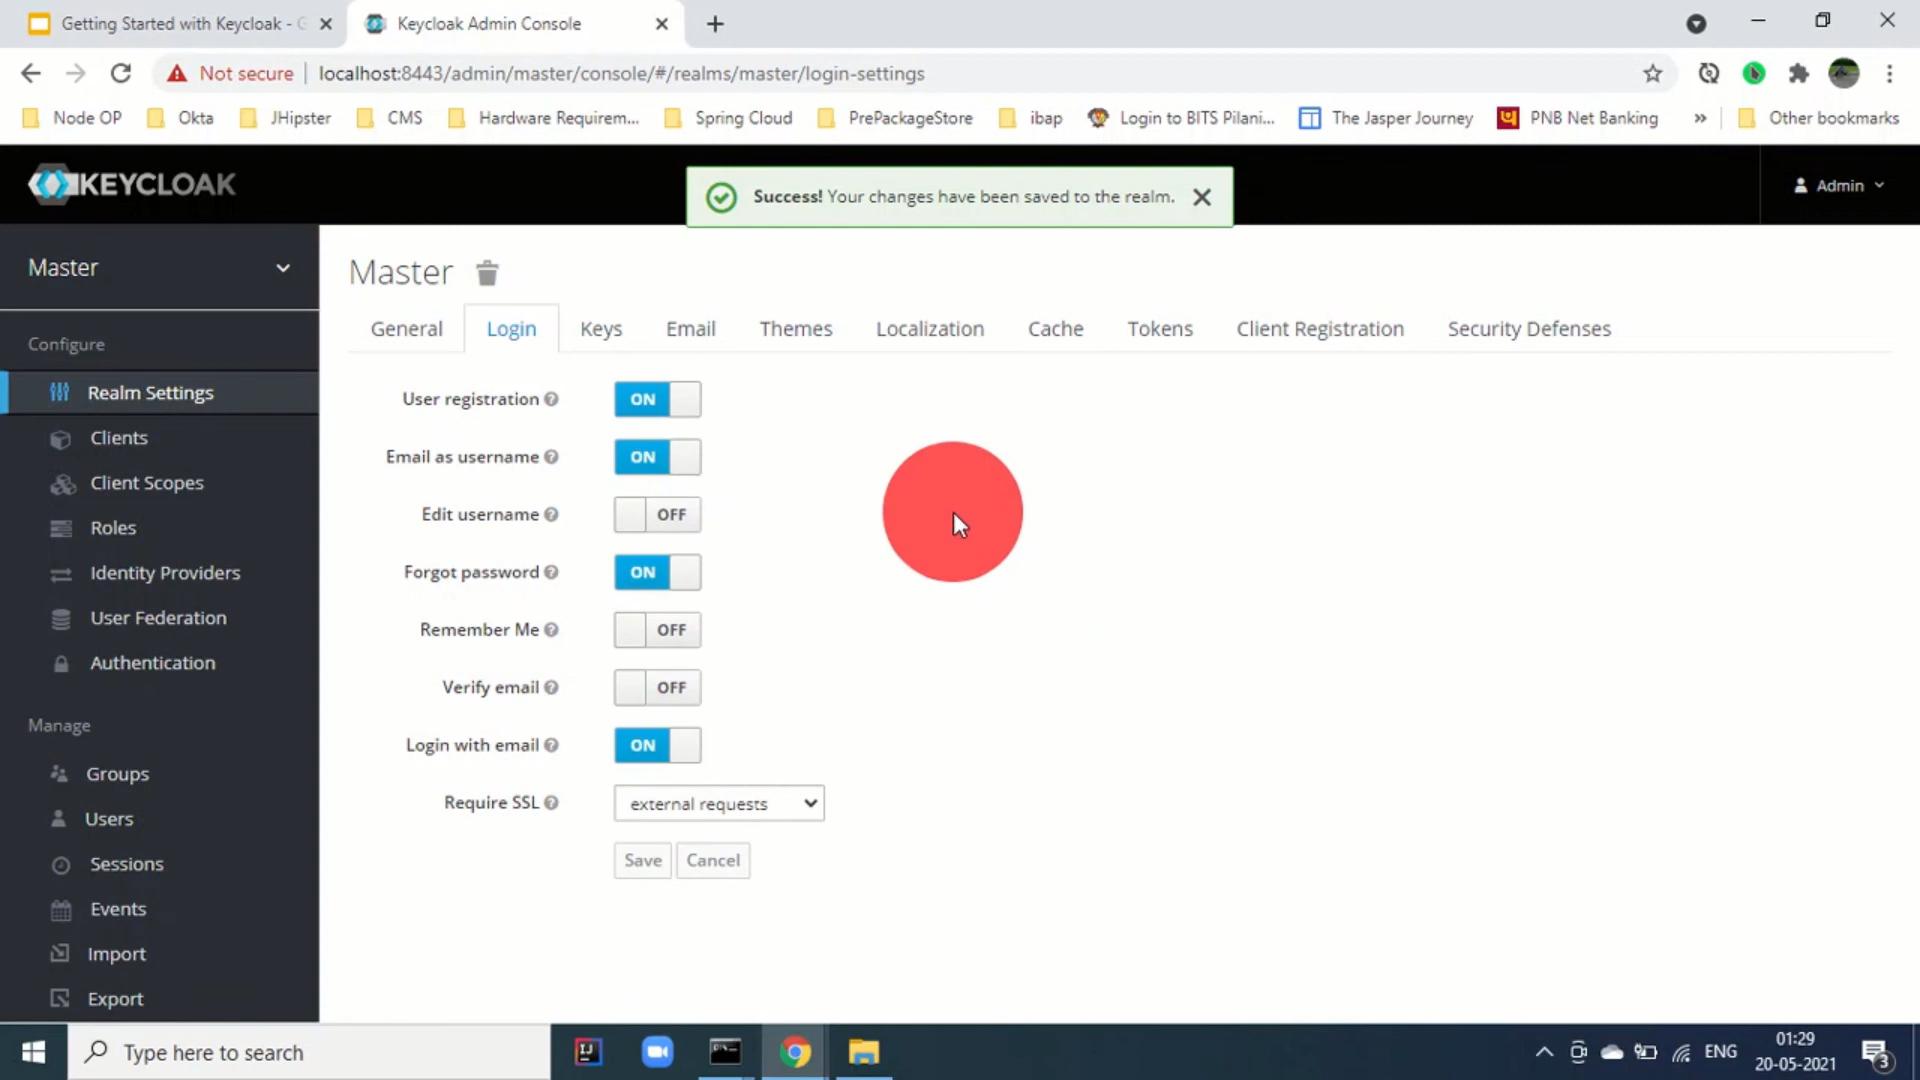 Getting Started with Keycloak - G
Keycloak Admin Console
Not secure
localhost:8443/admin/master/console/#/realms/master/login-settings
Node OP
Okta
JHipster
CMS
Hardware Requirem...
Spring Cloud
PrePackageStore
ibap
Login to BITS Pilani...
The Jasper Journey
PNB Net Banking
»
Other bookmarks
KEYCLOAK
Success! Your changes have been saved to the realm.
Admin
Master
Configure
Realm Settings
Clients
Client Scopes
Roles
Identity Providers
User Federation
Authentication
Manage
Groups
Users
Sessions
Events
Import
Export
Master
General
Login
Keys
Email
Themes
Localization
Cache
Tokens
Client Registration
Security Defenses
User registration ON
Email as username ON
Edit username OFF
Forgot password ON
Remember Me OFF
Verify email OFF
Login with email ON
Require SSL external requests
Save
Cancel
Type here to search
ENG
01:29
20-05-2021
3